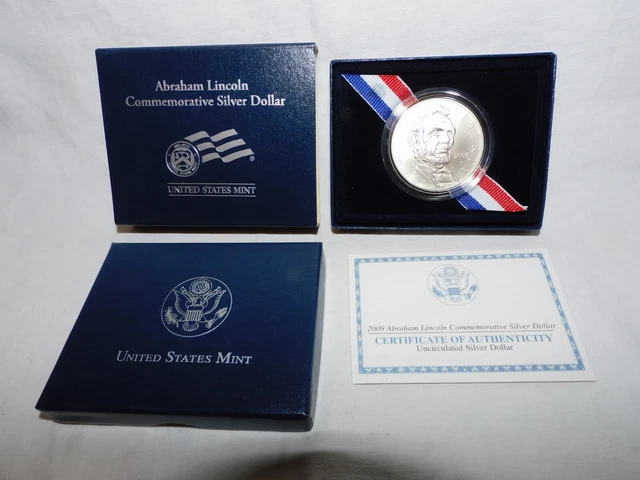 Abraham Lincoln
Commemorative Silver Dollar
UNITED STATES MINT
UNITED STATES MINT
2009 Abraham Lincoln Commemorative Silver Dollar
CERTIFICATE OF AUTHENTICITY
Uncirculated Silver Dollar